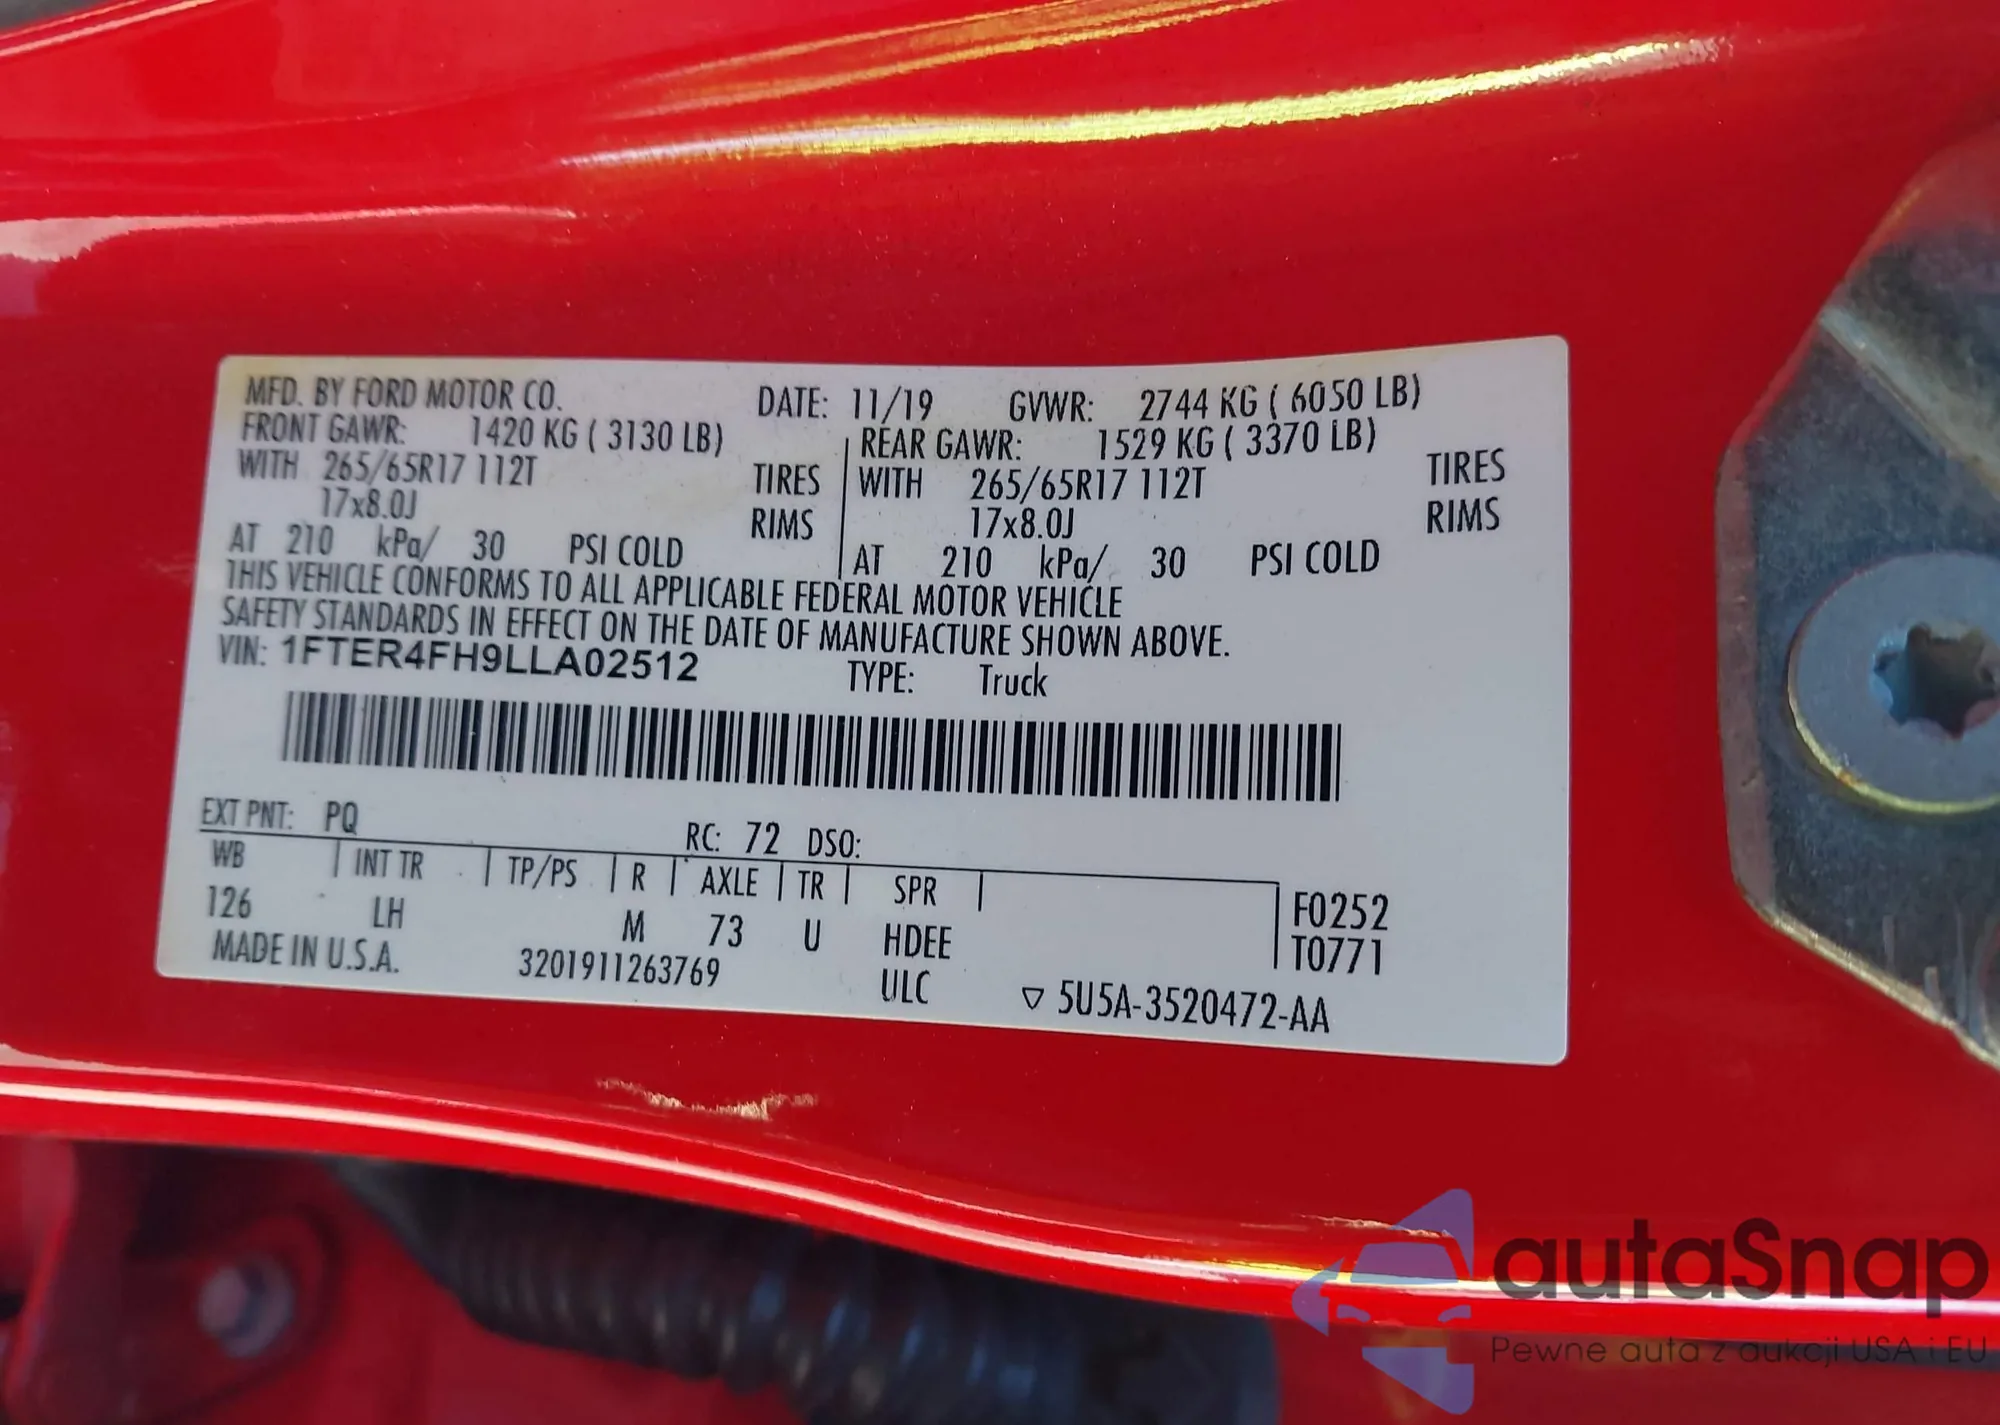 MFD. BY FORD MOTOR CO. DATE: 11/19 GVWR: 2744 KG ( 6050 LB)
FRONT GAWR: 1420 KG ( 3130 LB) REAR GAWR: 1529 KG ( 3370 LB)
WITH 265/65R17 112T TIRES WITH 265/65R17 112T TIRES
17x8.0J RIMS 17x8.0J RIMS
AT 210 kPa/ 30 PSI COLD AT 210 kPa/ 30 PSI COLD
THIS VEHICLE CONFORMS TO ALL APPLICABLE FEDERAL MOTOR VEHICLE
SAFETY STANDARDS IN EFFECT ON THE DATE OF MANUFACTURE SHOWN ABOVE.
VIN: 1FTER4FH9LLA02512 TYPE: Truck
EXT PNT: PQ RC: 72 DSO:
WB INT TR TP/PS R AXLE TR SPR F0252
126 LH M 73 U HDEE T0771
MADE IN U.S.A. 3201911263769 ULC ▽ 5U5A-3520472-AA
autaSnap
Pewne auta z aukcji USA i EU